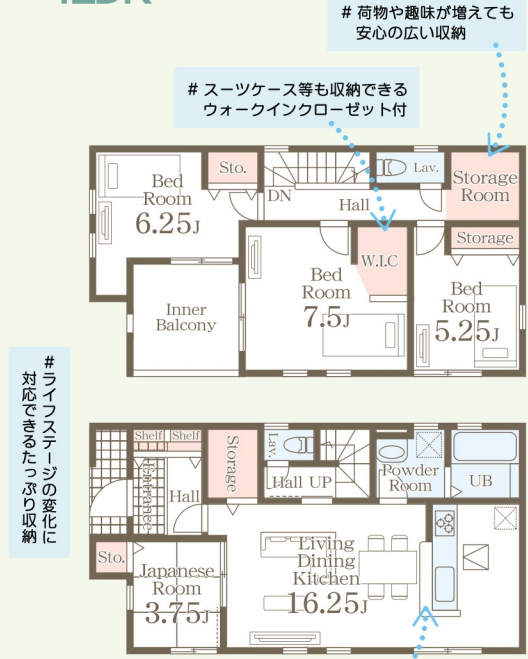 # 荷物や趣味が増えても
安心の広い収納
# スーツケース等も収納できる
ウォークインクローゼット付
Bed
Room
6.25J
Sto.
DN
Lav.
Hall
Storage
Room
Storage
W.I.C
Bed
Room
7.5J
Bed
Room
5.25J
Inner
Balcony
# ライフステージの変化に
対応できるたっぷり収納
Shelf
Shelf
Entrance
Hall
Storage
Lav.
Hall UP
Powder
Room
UB
Sto.
Japanese
Room
3.75J
Living
Dining
Kitchen
16.25J